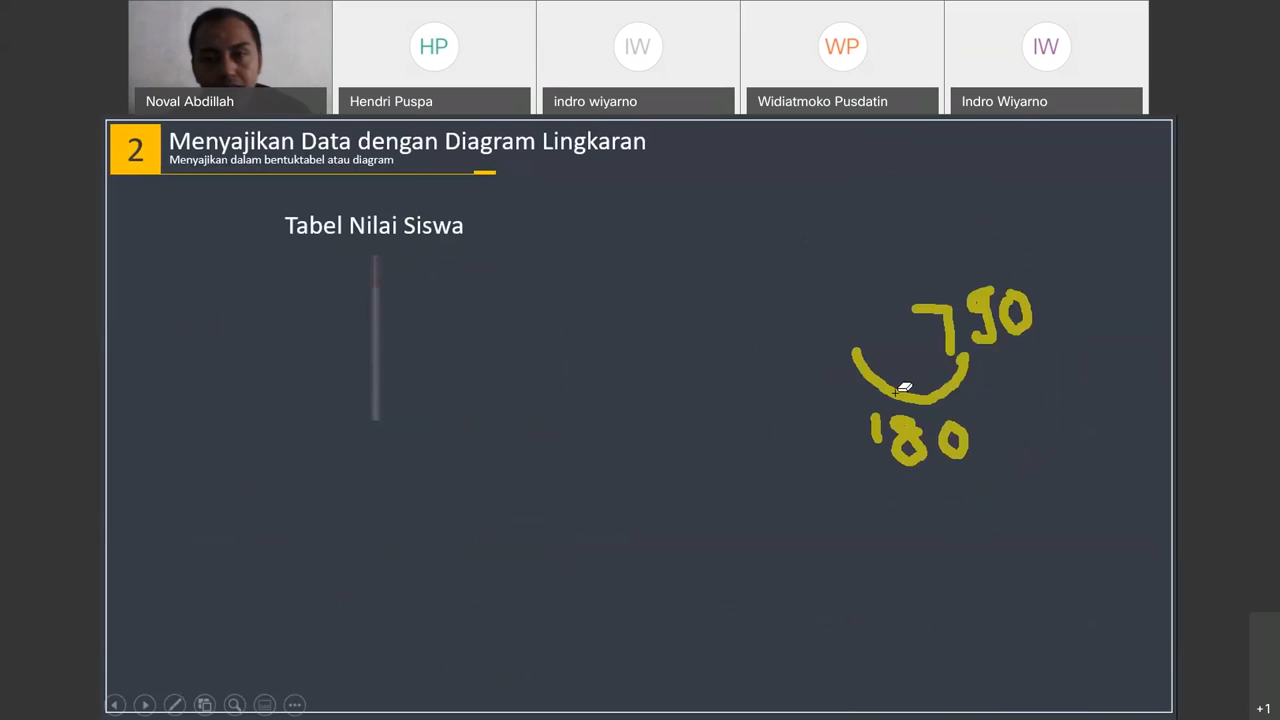 HP
IW
WP
IW
Noval Abdillah
Hendri Puspa
indro wiyarno
Widiatmoko Pusdatin
Indro Wiyarno
2
Menyajikan Data dengan Diagram Lingkaran
Menyajikan dalam bentuktabel atau diagram
Tabel Nilai Siswa
90
180
+1